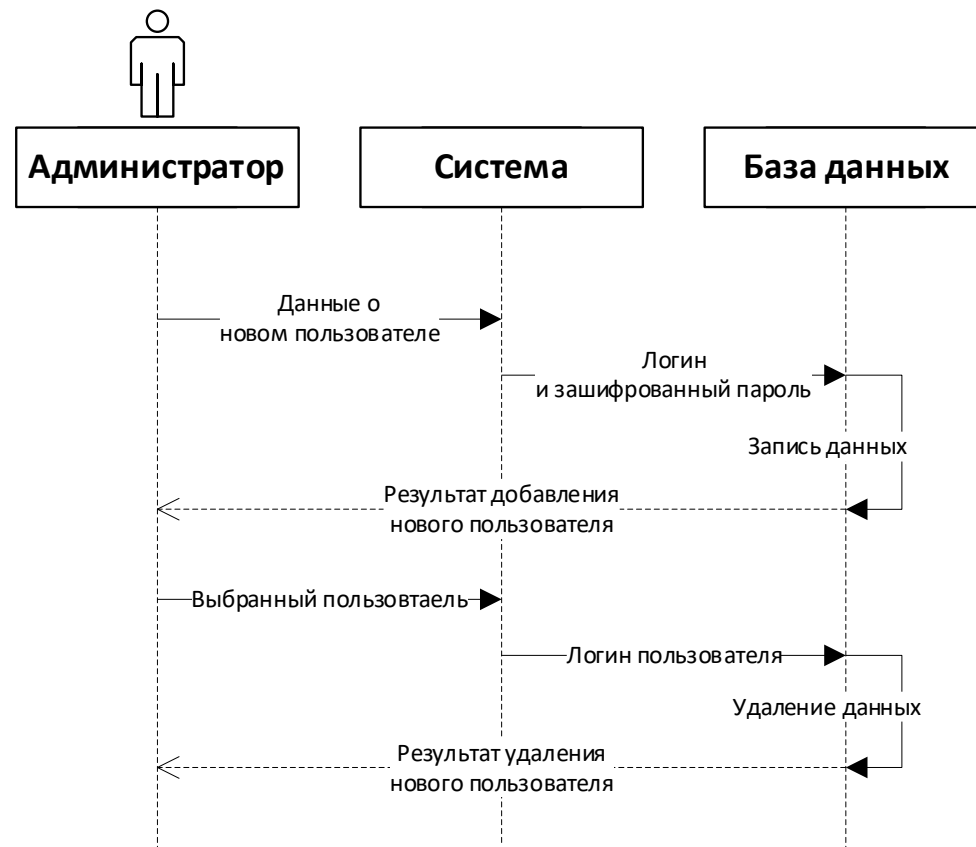 Администратор
Система
База данных
Данные о
новом пользователе
Логин
и зашифрованный пароль
Запись данных
Результат добавления
нового пользователя
Выбранный пользовтаель
Логин пользователя
Удаление данных
Результат удаления
нового пользователя